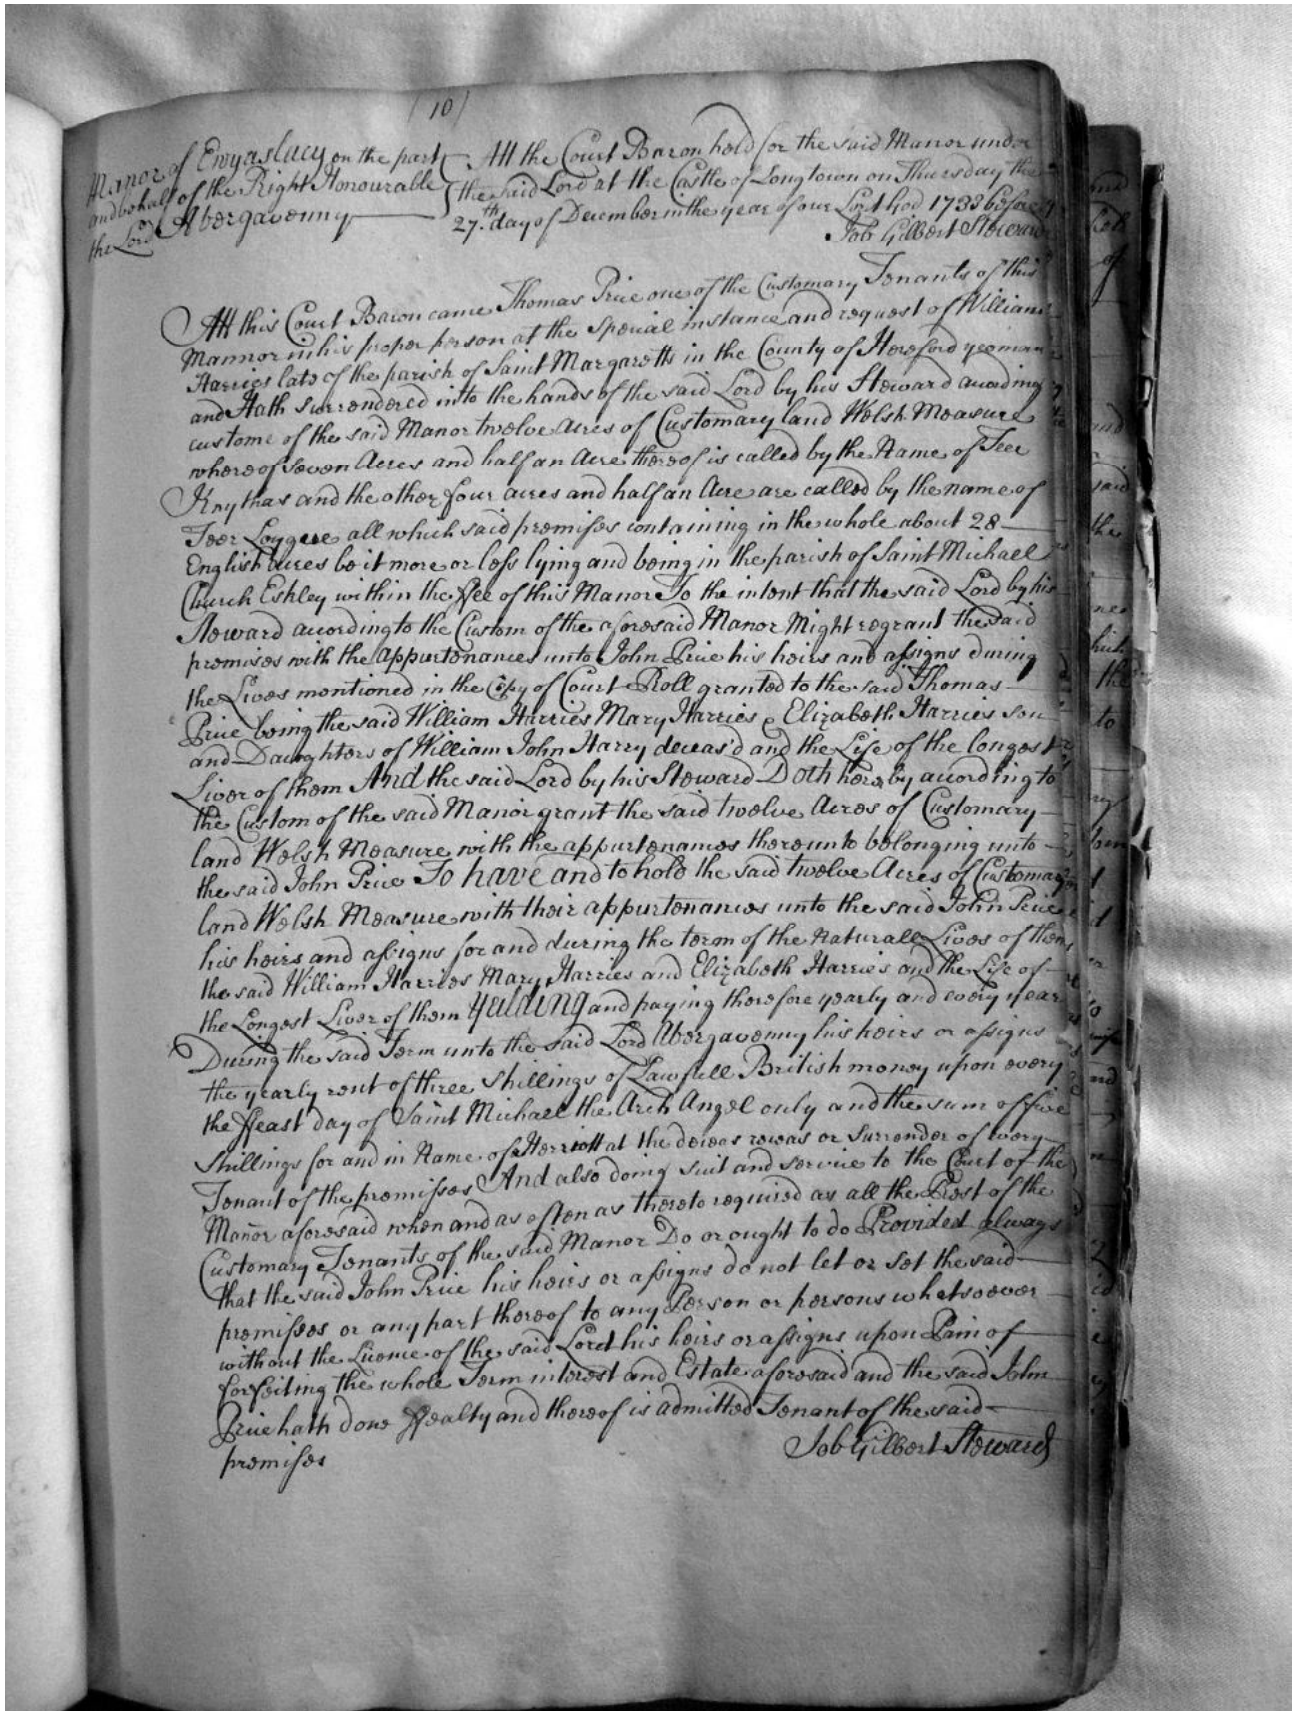 ( 10 )
Manor of Ewyaslacy on the part
and behalf of the Right Honourable
the Lord Abergavenny
Att the Court Baron held for the said Manor under
the said Lord at the Castle of Longtown on Thursday the
27.th day of December in the year of our Lord God 1733 before
Job Gilbert Steward
Att this Court Baron came Thomas Price one of the Customary Tenants of this
Mannor in his proper person at the Special instance and request of William
Harries late of the parish of Saint Margaretts in the County of Hereford yeoman
and Hath surrendered into the hands of the said Lord by his Steward according
custome of the said Manor twelve Acres of Customary land Welsh Measure
whereof seven Acres and half an Acre thereof is called by the Name of Teer
Knythas and the other four acres and half an Acre are called by the name of
Teer Loygere all which said premises containing in the whole about 28
English Acres be it more or less lying and being in the parish of Saint Michael
Church Eskley within the ffee of this Manor To the intent that the said Lord by his
Steward according to the Custom of the aforesaid Manor Might regrant the said
premises with the appurtenances unto John Price his heirs and assigns during
the Lives mentioned in the Copy of Court Roll granted to the said Thomas
Price being the said William Harries Mary Harries & Elizabeth Harries son
and Daughters of William John Harry deceas'd and the Life of the longest
Liver of them And the said Lord by his Steward Doth hereby according to
the Custom of the said Manor grant the said twelve Acres of Customary
land Welsh Measure with the appurtenances thereunto belonging unto
the said John Price To have and to hold the said twelve Acres of Customary
land Welsh Measure with their appurtenances unto the said John Price
his heirs and assigns for and during the term of the Naturall Lives of them
the said William Harries Mary Harries and Elizabeth Harries and the Life of
the Longest Liver of them Yeilding and paying therefore yearly and every year
During the said Term unto the said Lord Abergavenny his heirs or assigns
the yearly rent of three Shillings of Lawfull British money upon every
the ffeast day of Saint Michael the Arch Angel only and the sum of five
Shillings for and in Name of Herriott at the deceas rewas or Surrender of every
Tenant of the premisses And also doing suit and service to the Court of the
Manor aforesaid when and as often as thereto required as all the Rest of the
Customary Tenants of the said Manor Do or ought to do Provided always
that the said John Price his heirs or assigns do not let or set the said
premisses or any part thereof to any Person or persons whatsoever
without the Licence of the said Lord his heirs or assigns upon Pain of
forfeiting the whole Term interest and Estate aforesaid and the said John
Price hath done ffealty and thereof is admitted Tenant of the said
premises
Job Gilbert Steward